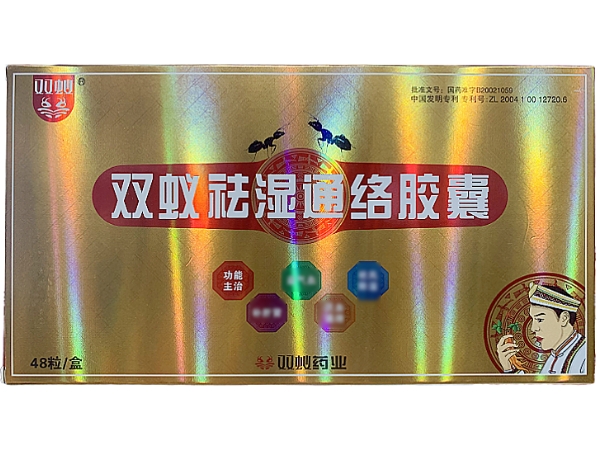 双蚁®
批准文号：国药准字B20021059
中国发明专利 专利号：ZL 2004 1 00 12720.6
双蚁祛湿通络胶囊
功能
主治
48粒/盒
双蚁药业